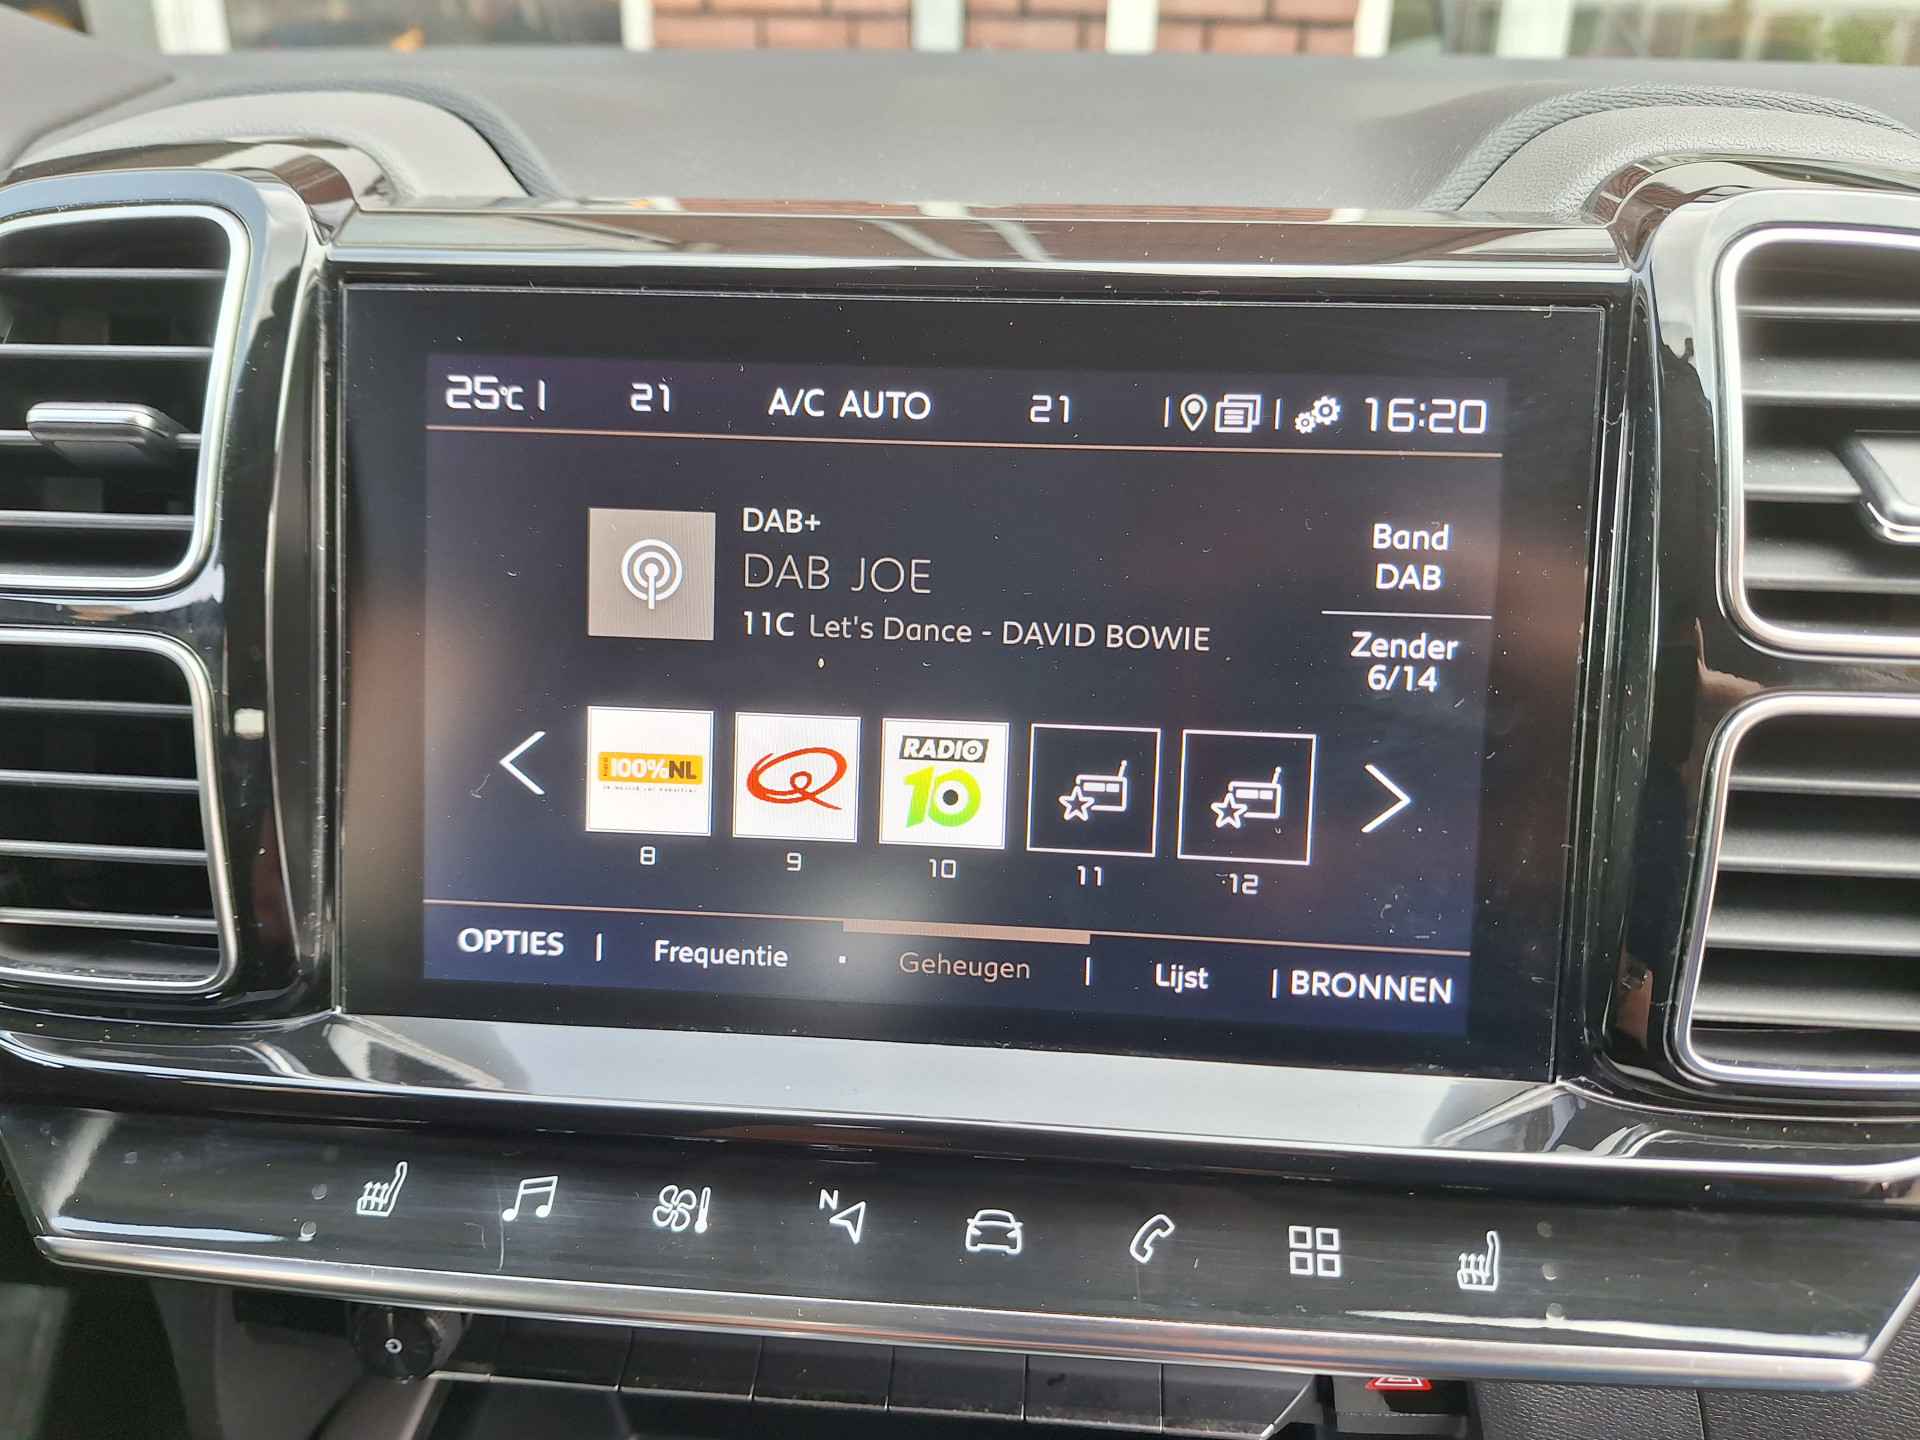 25°C 21 A/C AUTO 21 16:20
DAB+
DAB JOE
11C Let's Dance - DAVID BOWIE
Band
DAB
Zender
6/14
100%NL
Q
RADIO
10
8 9 10 11 12
OPTIES Frequentie Geheugen Lijst BRONNEN
N